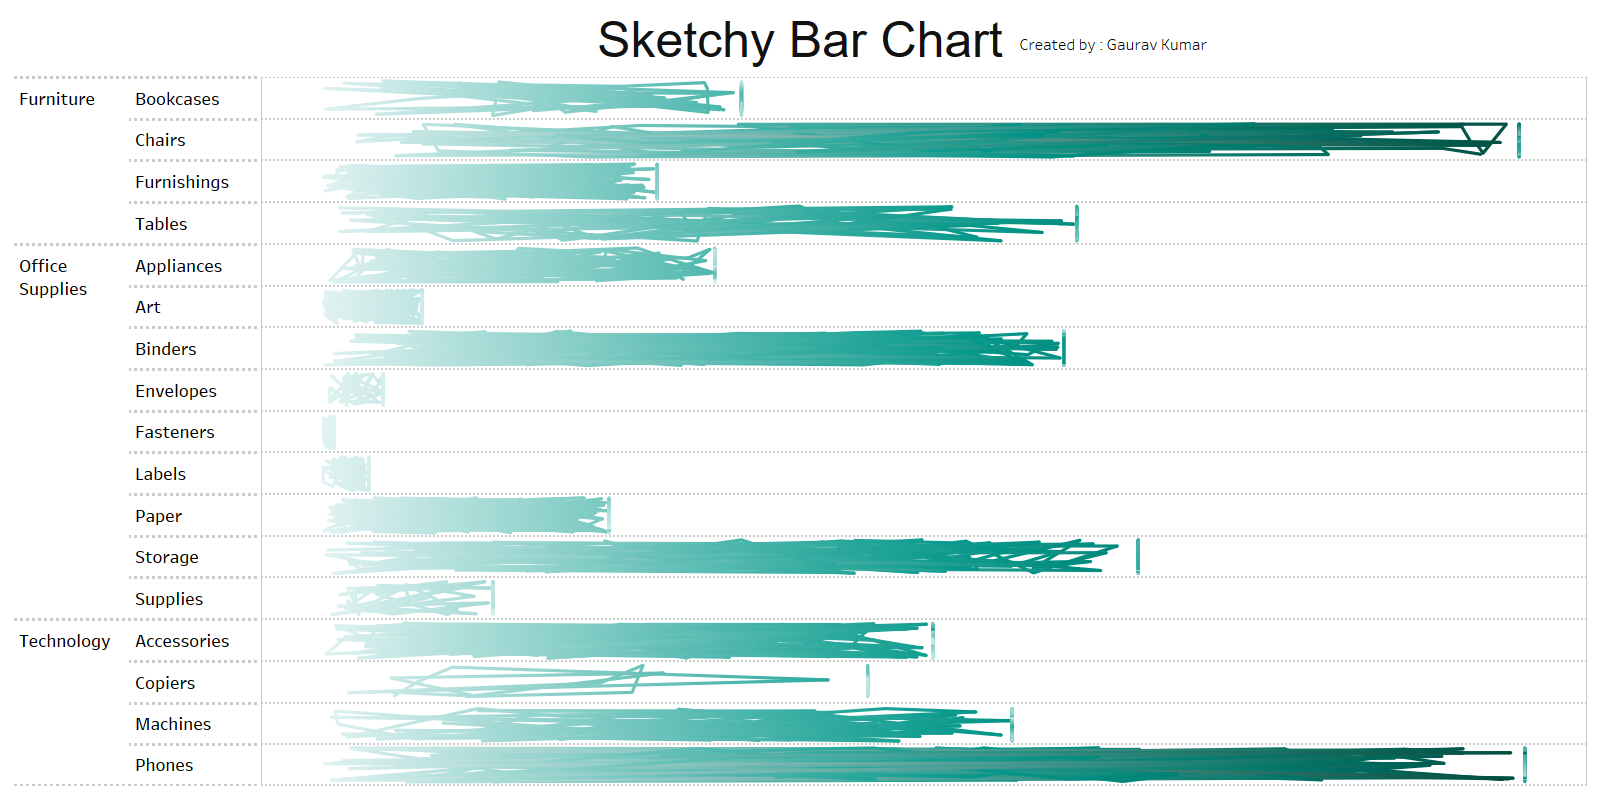 Sketchy Bar Chart Created by : Gaurav Kumar
Furniture Bookcases
Chairs
Furnishings
Tables
Office Supplies Appliances
Art
Binders
Envelopes
Fasteners
Labels
Paper
Storage
Supplies
Technology Accessories
Copiers
Machines
Phones